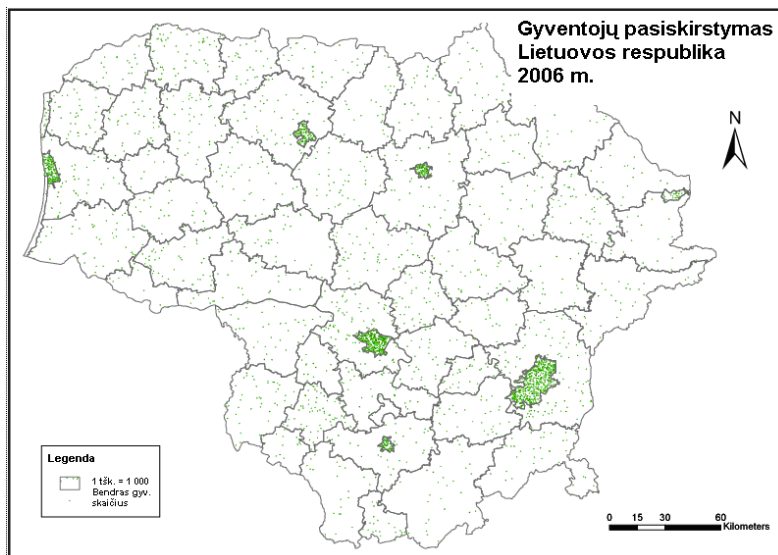 Gyventojų pasiskirstymas
Lietuvos respublika
2006 m.
N
Legenda
1 tšk. = 1 000
Bendras gyv.
skaičius
0 15 30 60
Kilometers